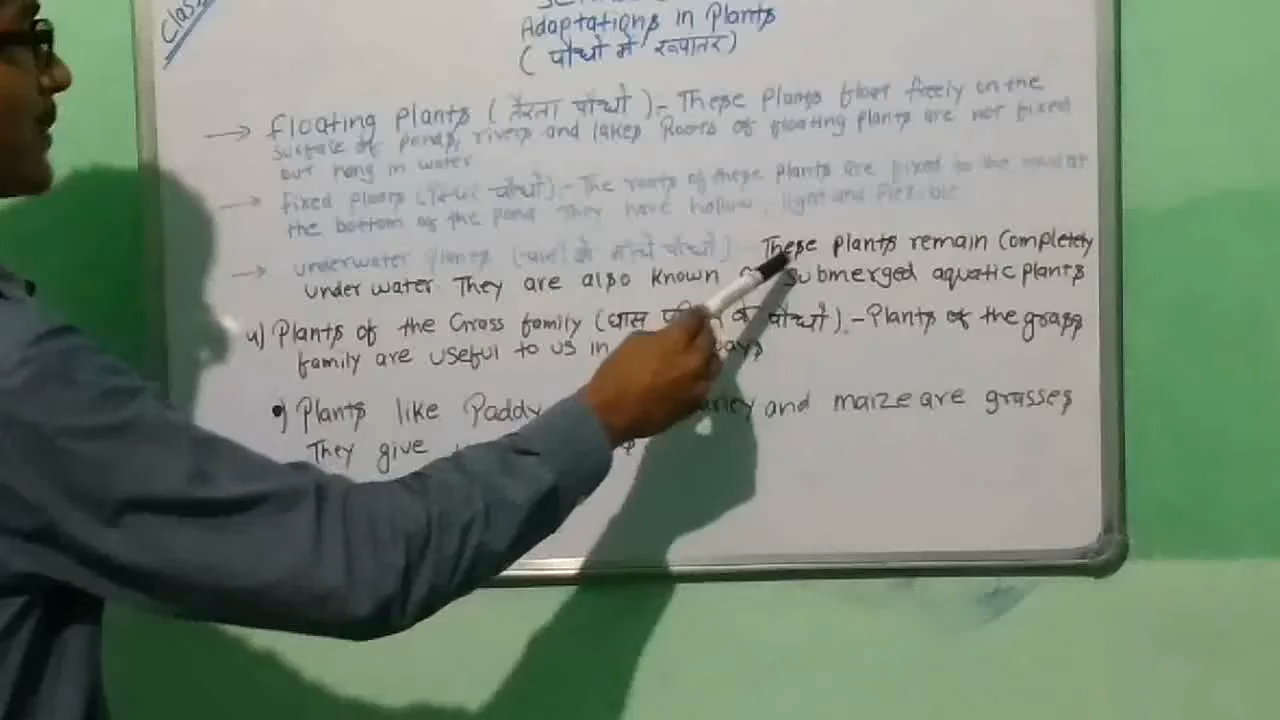 Class
Adaptations in Plants
( पौधों में रूपांतर )
→ floating plants ( तैरता पौधों ) - These plants float freely on the
surface of ponds, rivers and lakes Roots of floating plants are not fixed
but hang in water
→ fixed plants ( पौधों ) - The roots of these plants are fixed to the mud at
the bottom of the pond They have hollow, light and flexible
→ underwater plants ( पौधों ) - These plants remain completely
under water They are also known submerged aquatic plants
4) Plants of the Grass family ( घास के पौधों ). - Plants of the grass
family are useful to us in ways
•) Plants like Paddy and maize are grasses
They give